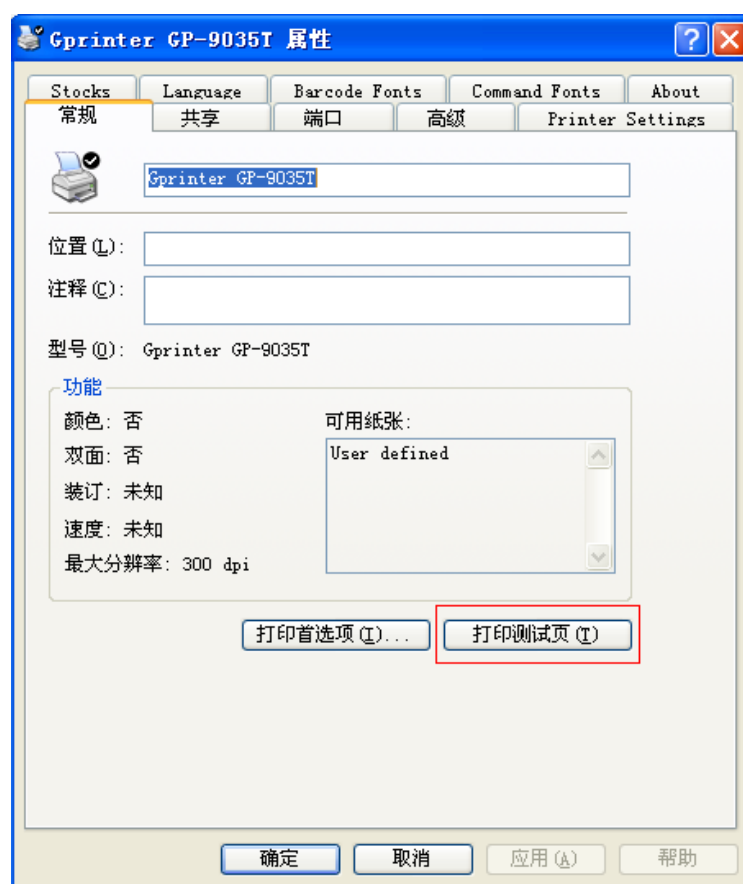 Gprinter GP-9035T 属性
Stocks Language Barcode Fonts Command Fonts About
常规 共享 端口 高级 Printer Settings
Gprinter GP-9035T
位置(L):
注释(C):
型号(O): Gprinter GP-9035T
功能
颜色: 否 可用纸张:
双面: 否 User defined
装订: 未知
速度: 未知
最大分辨率: 300 dpi
打印首选项(I)... 打印测试页(T)
确定 取消 应用(A) 帮助